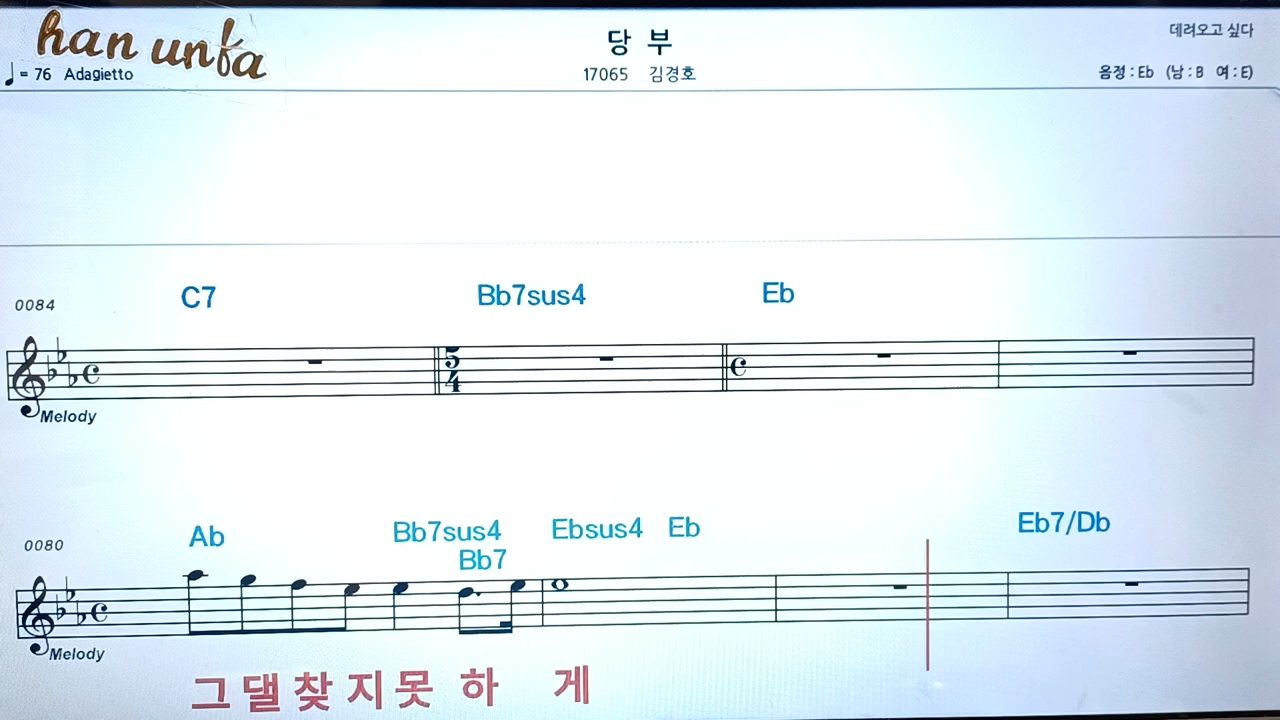 han unfa
당 부
데려오고 싶다
♩= 76 Adagietto
17065 김경호
음정 : Eb (남 : B 여 : E)
0084
C7 Bb7sus4 Eb
5
4
Melody
0080
Ab Bb7sus4 Ebsus4 Eb Eb7/Db
Bb7
Melody
그댈찾지못 하 게